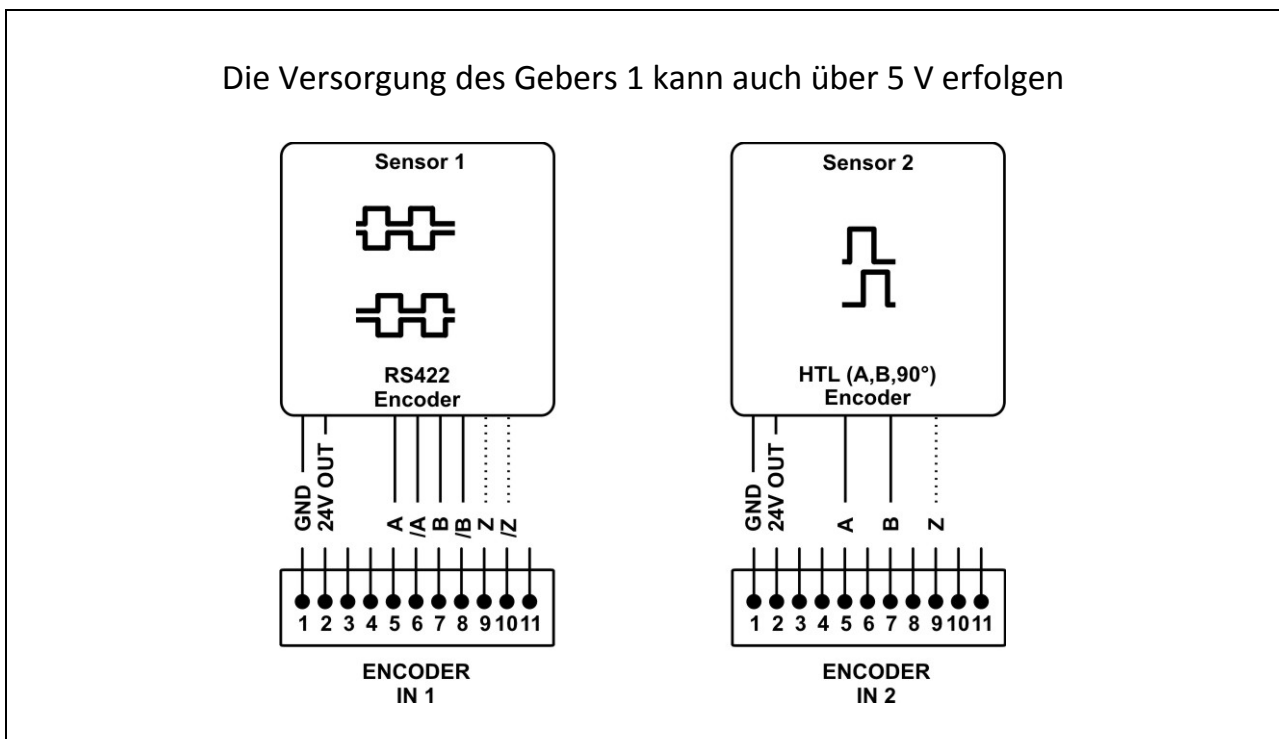 Die Versorgung des Gebers 1 kann auch über 5 V erfolgen
Sensor 1
RS422
Encoder
GND
24V OUT
A
/A
B
/B
Z
/Z
1 2 3 4 5 6 7 8 9 10 11
ENCODER
IN 1
Sensor 2
HTL (A,B,90°)
Encoder
GND
24V OUT
A
B
Z
1 2 3 4 5 6 7 8 9 10 11
ENCODER
IN 2